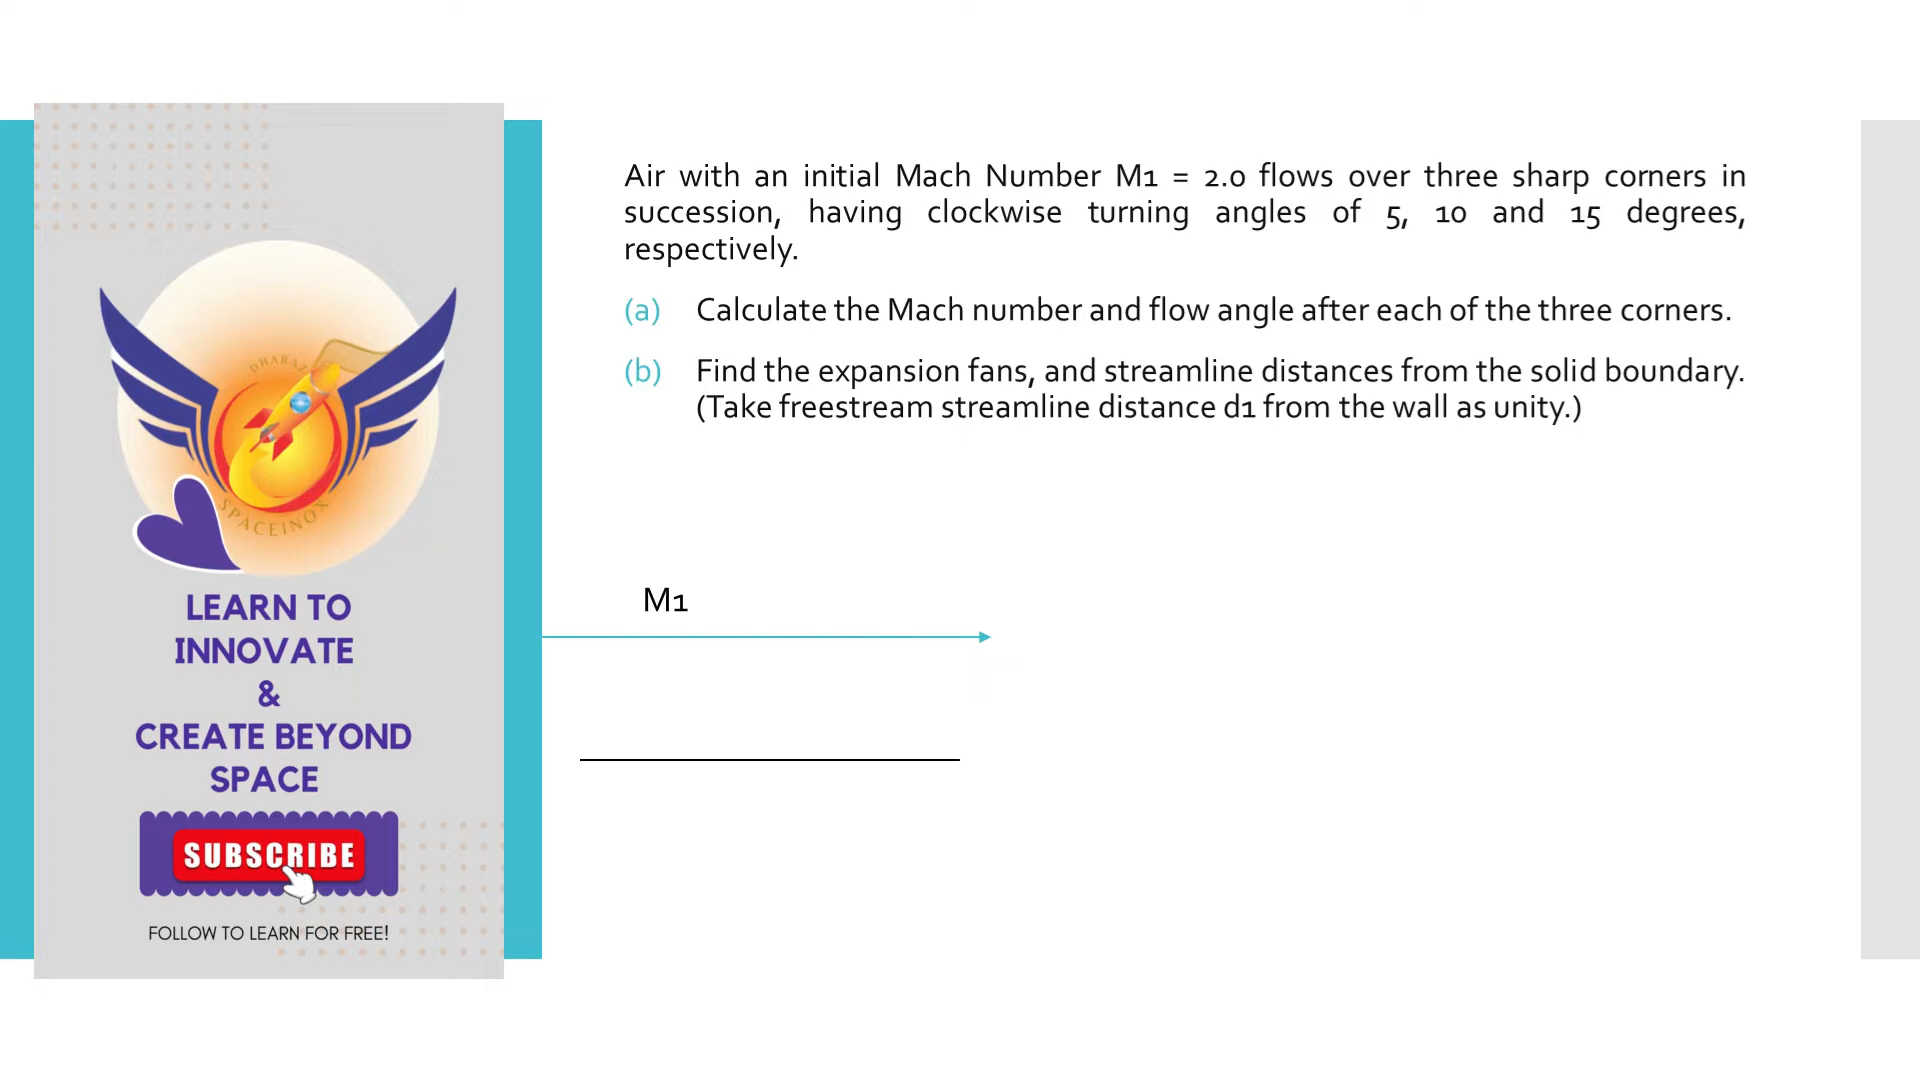 DHARAZ
SPACEINOX
LEARN TO
INNOVATE
&
CREATE BEYOND
SPACE
SUBSCRIBE
FOLLOW TO LEARN FOR FREE!
Air with an initial Mach Number M1 = 2.0 flows over three sharp corners in
succession, having clockwise turning angles of 5, 10 and 15 degrees,
respectively.
(a) Calculate the Mach number and flow angle after each of the three corners.
(b) Find the expansion fans, and streamline distances from the solid boundary.
(Take freestream streamline distance d1 from the wall as unity.)
M1